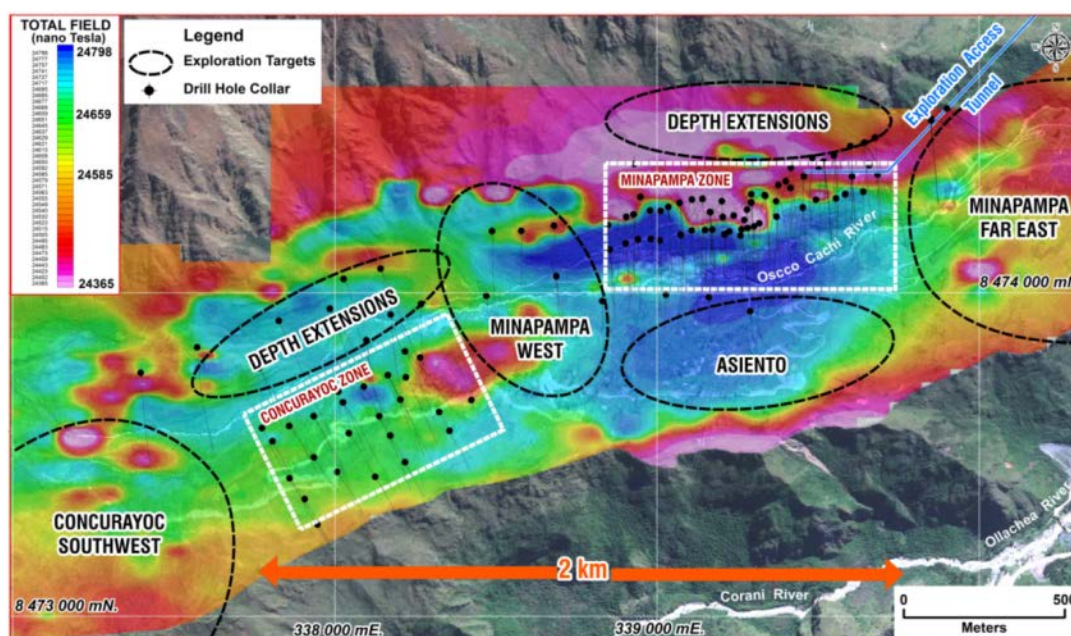 TOTAL FIELD
(nano Tesla)
24798
24659
24585
24365
Legend
Exploration Targets
Drill Hole Collar
N
Exploration Access
Tunnel
DEPTH EXTENSIONS
MINAPAMPA ZONE
MINAPAMPA
FAR EAST
Oscco Cachi River
8 474 000 mN.
DEPTH EXTENSIONS
MINAPAMPA
WEST
ASIENTO
CONCURAYOC ZONE
CONCURAYOC
SOUTHWEST
2 km
Ollachea River
Corani River
8 473 000 mN.
338 000 mE.
339 000 mE.
0
500
Meters